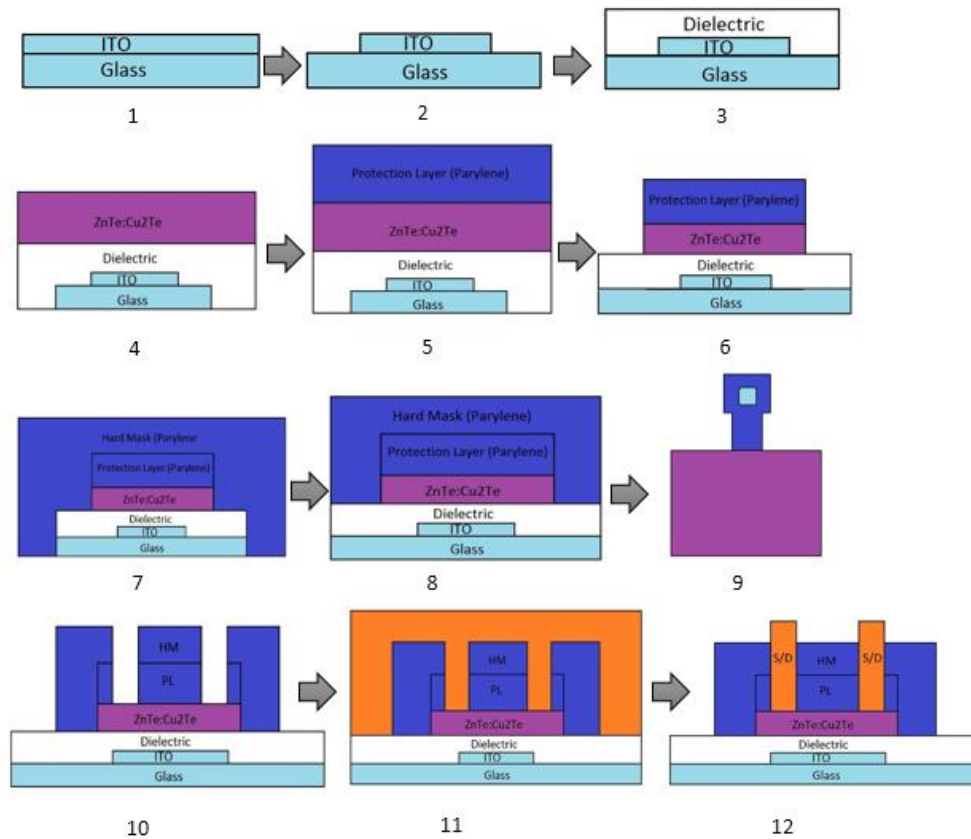 ITO
Glass
1
ITO
Glass
2
Dielectric
ITO
Glass
3
ZnTe:Cu2Te
Dielectric
ITO
Glass
4
Protection Layer (Parylene)
ZnTe:Cu2Te
Dielectric
ITO
Glass
5
Protection Layer (Parylene)
ZnTe:Cu2Te
Dielectric
ITO
Glass
6
Hard Mask (Parylene
Protection Layer (Parylene)
ZnTe:Cu2Te
Dielectric
ITO
Glass
7
Hard Mask (Parylene)
Protection Layer (Parylene)
ZnTe:Cu2Te
Dielectric
ITO
Glass
8
9
HM
PL
ZnTe:Cu2Te
Dielectric
ITO
Glass
10
HM
PL
ZnTe:Cu2Te
Dielectric
ITO
Glass
11
S/D HM S/D
PL
ZnTe:Cu2Te
Dielectric
ITO
Glass
12